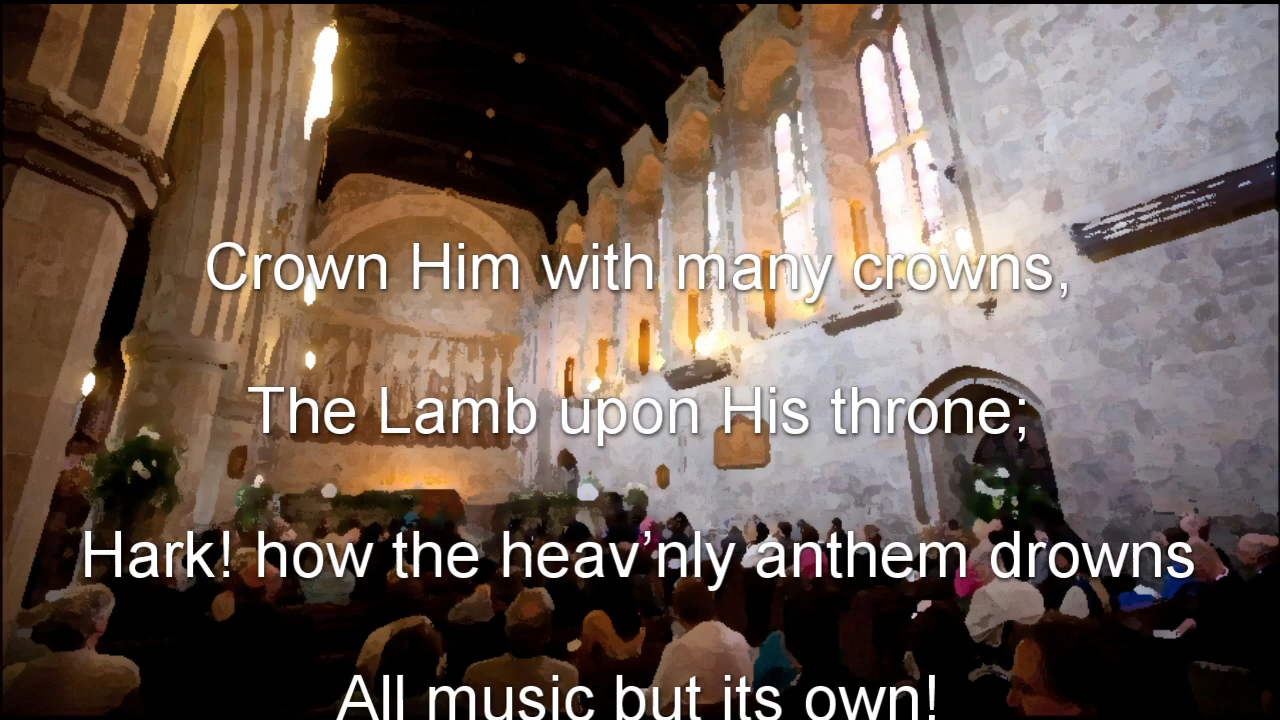 Crown Him with many crowns,
The Lamb upon His throne;
Hark! how the heav’nly anthem drowns
All music but its own!